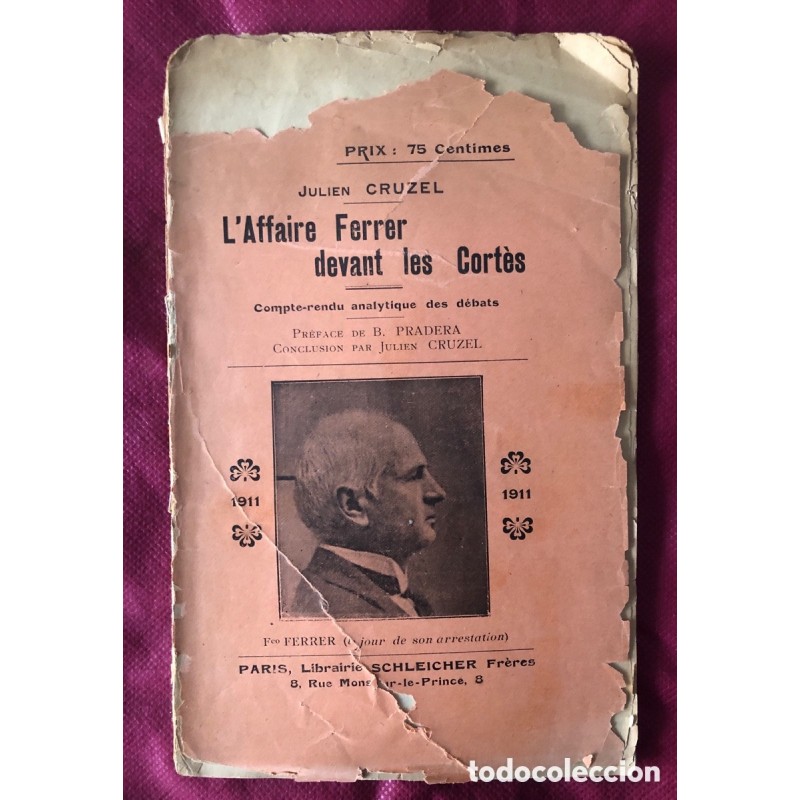 PRIX : 75 Centimes
JULIEN CRUZEL
L'Affaire Ferrer
devant les Cortès
Compte-rendu analytique des débats
PRÉFACE DE B. PRADERA
CONCLUSION PAR JULIEN CRUZEL
1911
1911
Fco FERRER ( jour de son arrestation)
PARIS, Librairie SCHLEICHER Frères
8, Rue -le-Prince, 8
todocoleccion